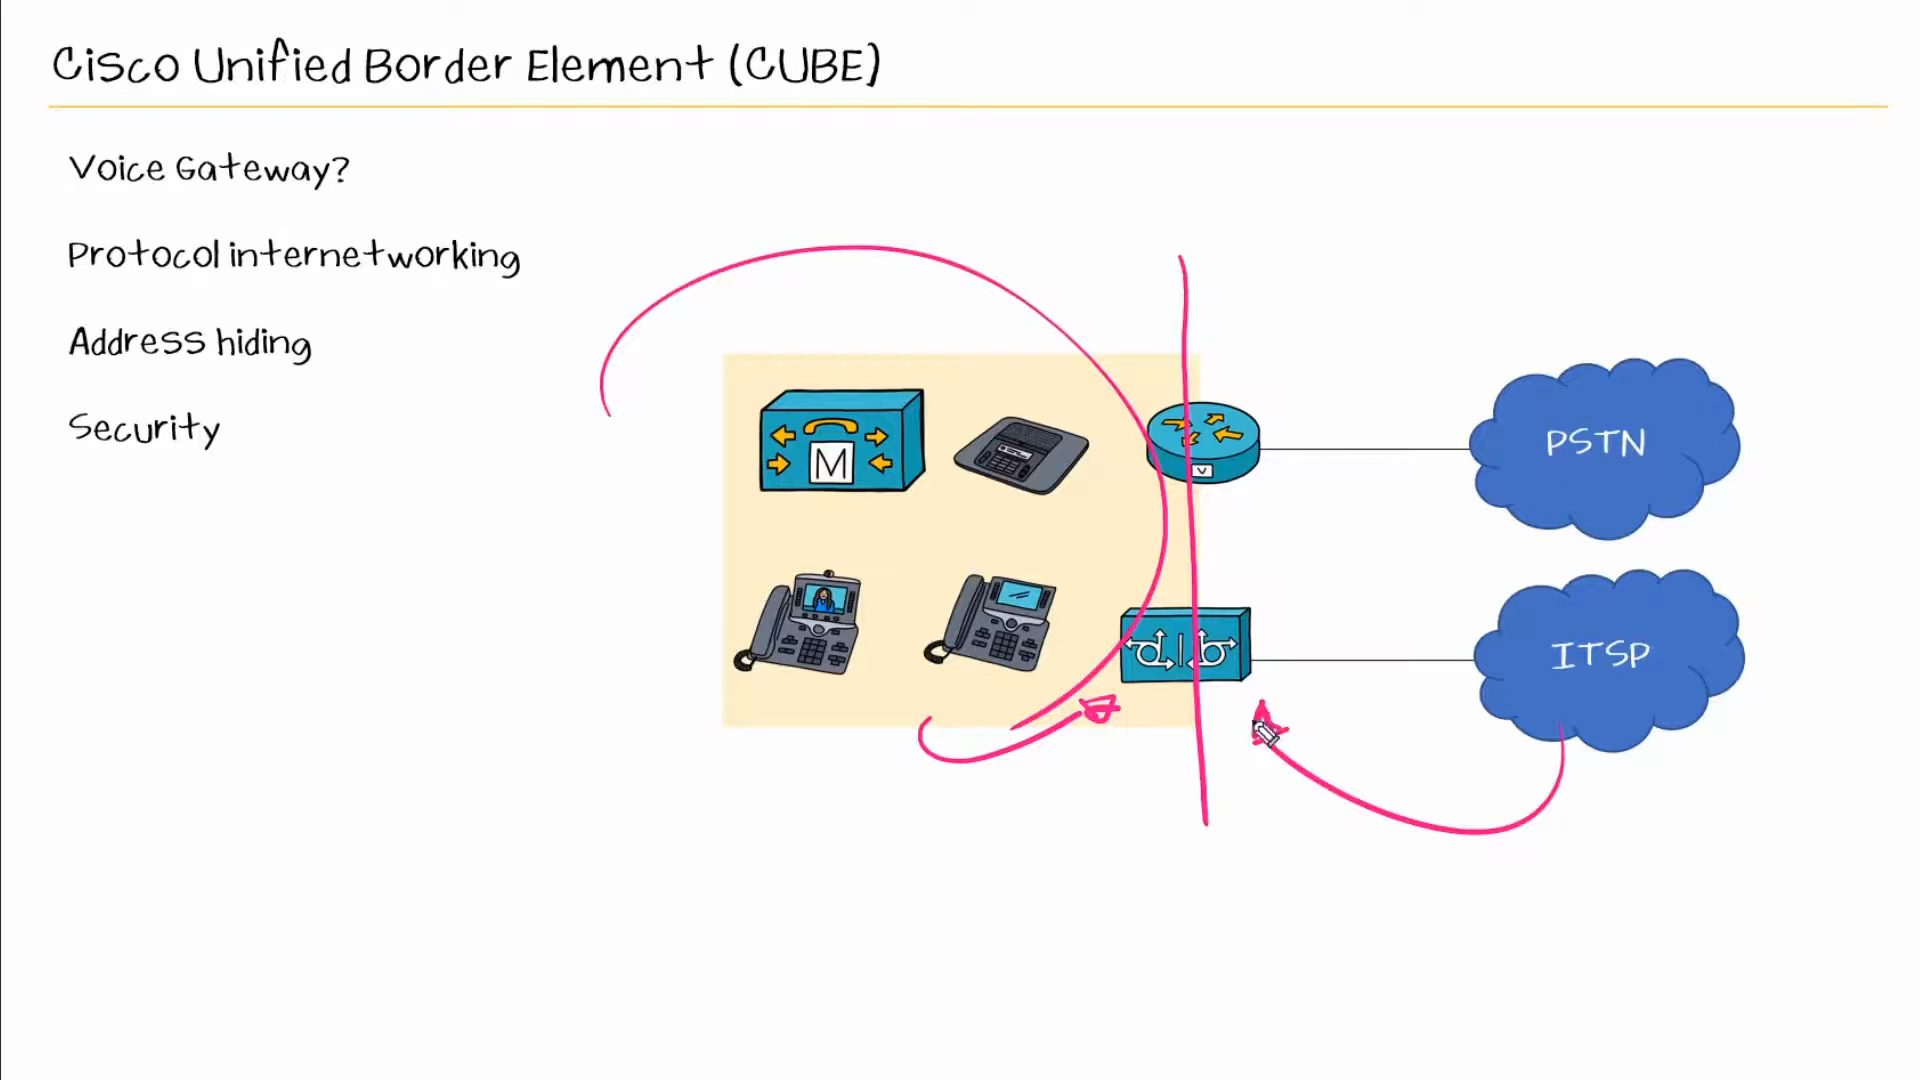 Cisco Unified Border Element (CUBE)
Voice Gateway?
Protocol internetworking
Address hiding
Security
M
V
PSTN
ITSP